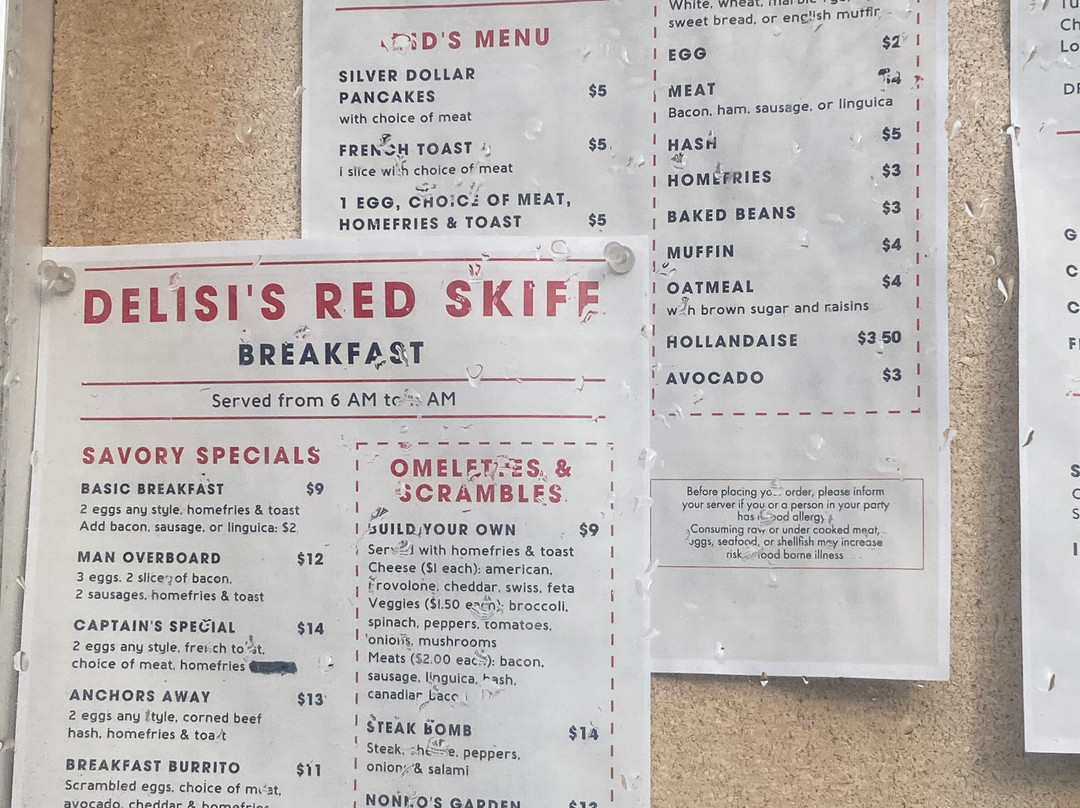 MENU
SILVER DOLLAR
PANCAKES $5
with choice of meat
FRENCH TOAST $5
1 slice with choice of meat
1 EGG, CHOICE OF MEAT,
HOMEFRIES & TOAST $5
White, wheat,
sweet bread, or english muffin
EGG $2
MEAT
Bacon, ham, sausage, or linguica
HASH $5
HOMEFRIES $3
BAKED BEANS $3
MUFFIN $4
OATMEAL $4
with brown sugar and raisins
HOLLANDAISE $3.50
AVOCADO $3
Before placing your order, please inform
your server if you or a person in your party
has a food allergy
Consuming raw or under cooked meat,
eggs, seafood, or shellfish may increase
risk food borne illness
DELISI'S RED SKIFF
BREAKFAST
Served from 6 AM to AM
SAVORY SPECIALS
BASIC BREAKFAST $9
2 eggs any style, homefries & toast
Add bacon, sausage, or linguica: $2
MAN OVERBOARD $12
3 eggs, 2 slices of bacon,
2 sausages, homefries & toast
CAPTAIN'S SPECIAL $14
2 eggs any style, french toast,
choice of meat, homefries
ANCHORS AWAY $13
2 eggs any style, corned beef
hash, homefries & toast
BREAKFAST BURRITO $11
Scrambled eggs, choice of meat,
avocado, cheddar & homefries
OMELETTES &
SCRAMBLES
BUILD YOUR OWN $9
Served with homefries & toast
Cheese ($1 each): american,
provolone, cheddar, swiss, feta
Veggies ($1.50 each): broccoli,
spinach, peppers, tomatoes,
onions, mushrooms
Meats ($2.00 each): bacon,
sausage, linguica, hash,
canadian bacon
STEAK BOMB $14
Steak, cheese, peppers,
onions & salami
NONNO'S GARDEN